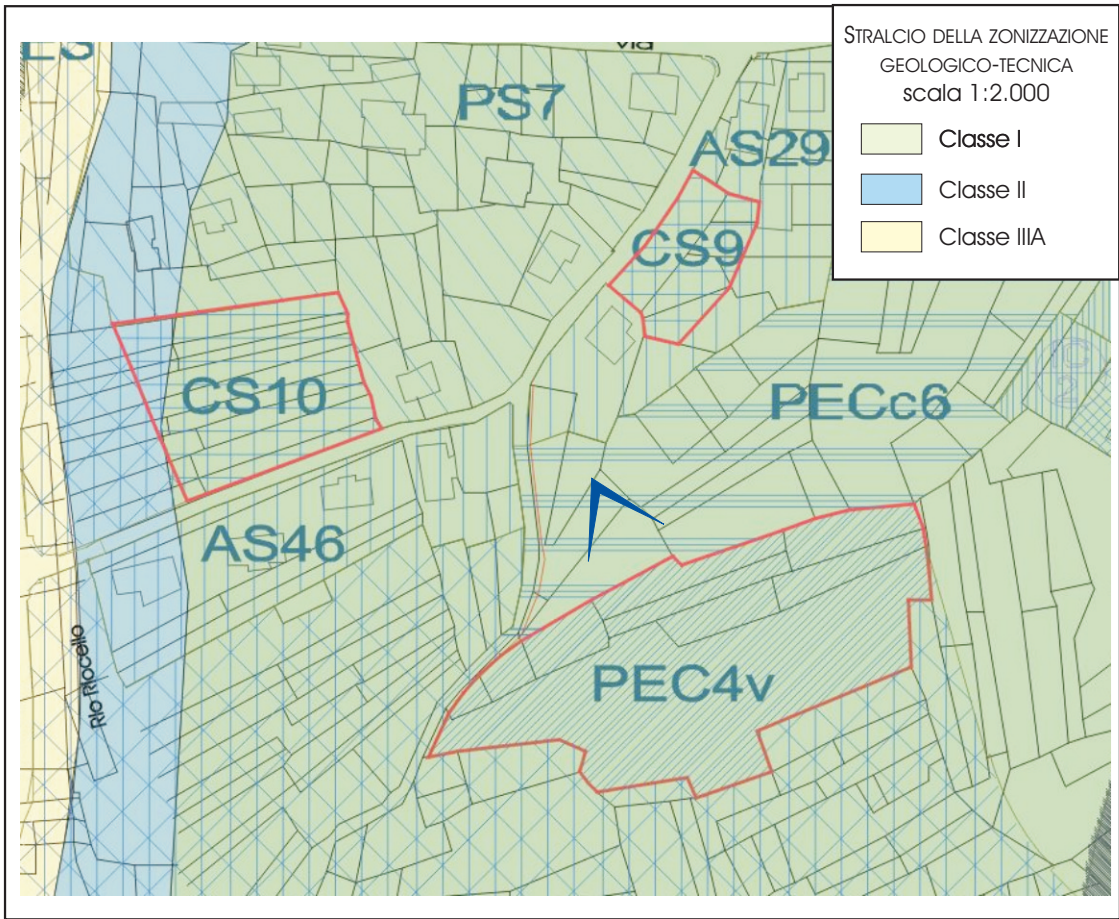 STRALCIO DELLA ZONIZZAZIONE
GEOLOGICO-TECNICA
scala 1:2.000
Classe I
Classe II
Classe IIIA
via
PS7
AS29
CS9
CS10
PECc6
AS46
PEC4v
Rio Riocello